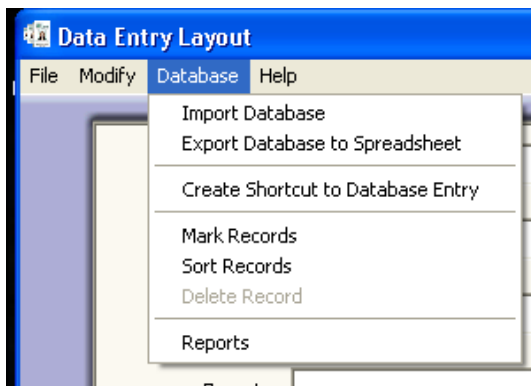 Data Entry Layout
File Modify Database Help
Import Database
Export Database to Spreadsheet
Create Shortcut to Database Entry
Mark Records
Sort Records
Delete Record
Reports